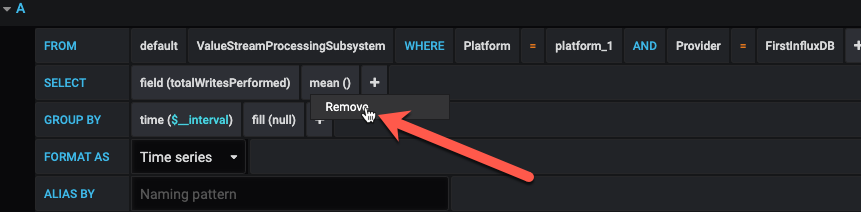 A
FROM default ValueStreamProcessingSubsystem WHERE Platform = platform_1 AND Provider = FirstInfluxDB +
SELECT field (totalWritesPerformed) mean () +
Remove
GROUP BY time ($__interval) fill (null) +
FORMAT AS Time series
ALIAS BY Naming pattern